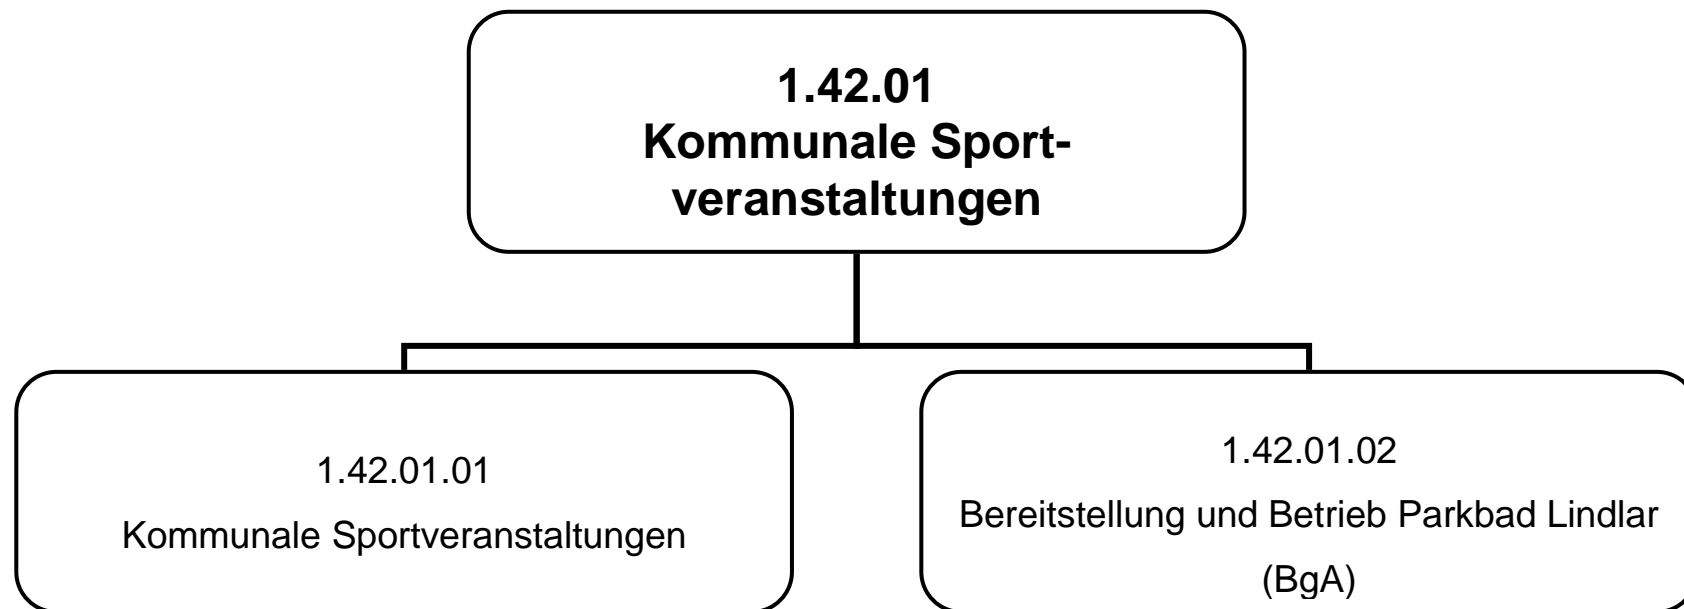 1.42.01
Kommunale Sport-
veranstaltungen
1.42.01.01
Kommunale Sportveranstaltungen
1.42.01.02
Bereitstellung und Betrieb Parkbad Lindlar
(BgA)